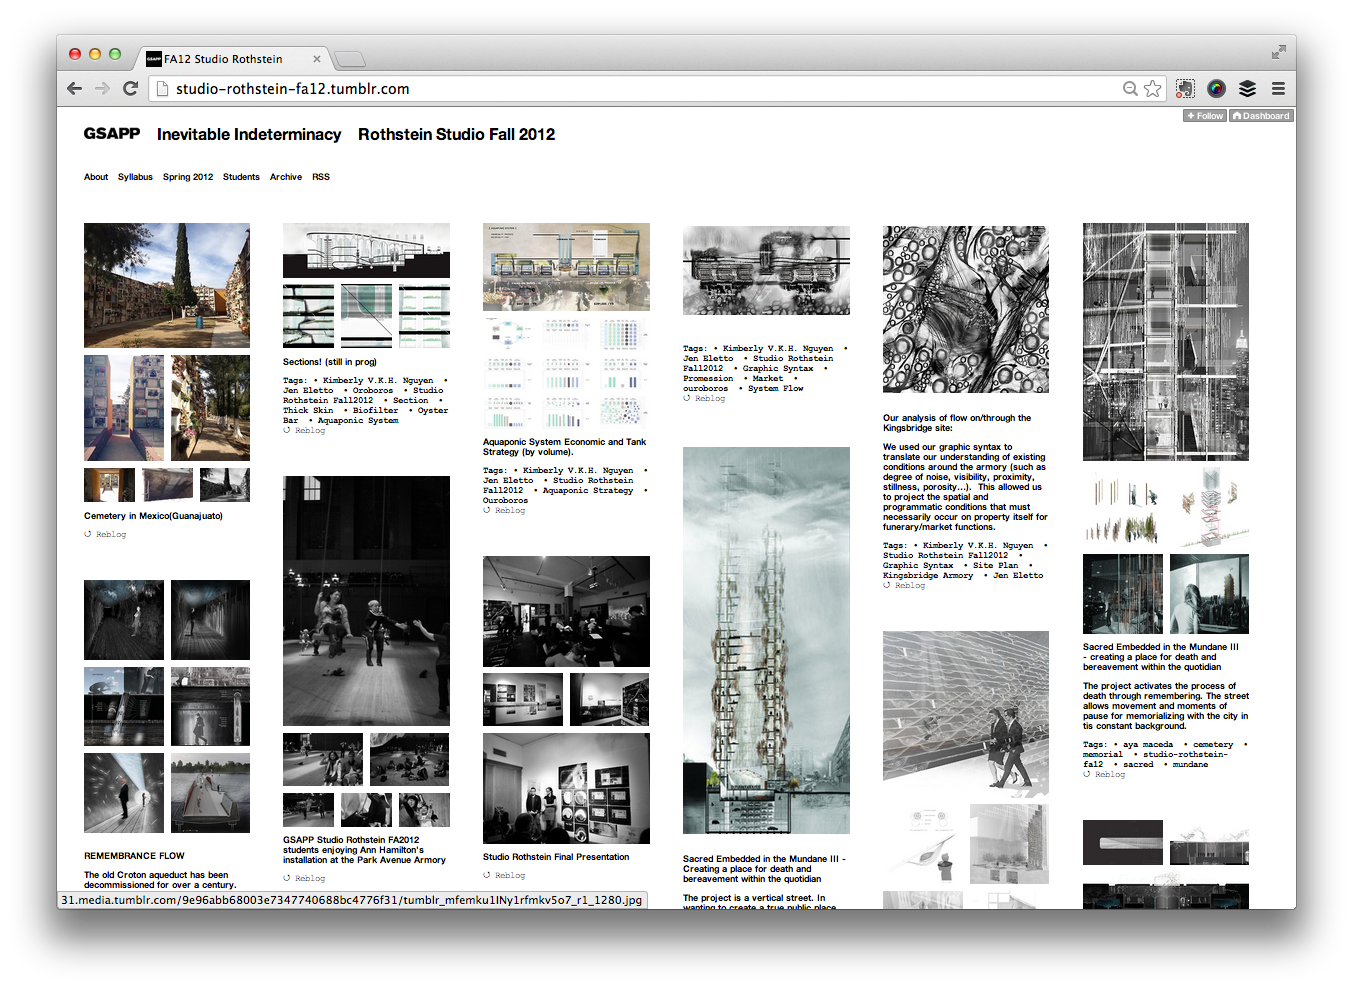 FA12 Studio Rothstein
studio-rothstein-fa12.tumblr.com
Follow
Dashboard
GSAPP Inevitable Indeterminacy Rothstein Studio Fall 2012
About Syllabus Spring 2012 Students Archive RSS
Cemetery in Mexico(Guanajuato)
Reblog
REMEMBRANCE FLOW
The old Croton aqueduct has been
decommissioned for over a century.
Sections! (still in prog)
Tags: • Kimberly V.K.H. Nguyen •
Jen Eletto • Oroboros • Studio
Rothstein Fall2012 • Section •
Thick Skin • Biofilter • Oyster
Bar • Aquaponic System
Reblog
GSAPP Studio Rothstein FA2012
students enjoying Ann Hamilton's
installation at the Park Avenue Armory
Reblog
Aquaponic System Economic and Tank
Strategy (by volume).
Tags: • Kimberly V.K.H. Nguyen •
Jen Eletto • Studio Rothstein
Fall2012 • Aquaponic Strategy •
Ouroboros
Reblog
Studio Rothstein Final Presentation
Reblog
Tags: • Kimberly V.K.H. Nguyen •
Jen Eletto • Studio Rothstein
Fall2012 • Graphic Syntax •
Promession • Market •
ouroboros • System Flow
Reblog
Sacred Embedded in the Mundane III -
Creating a place for death and
bereavement within the quotidian
The project is a vertical street. In
wanting to create a true public place
Our analysis of flow on/through the
Kingsbridge site:
We used our graphic syntax to
translate our understanding of existing
conditions around the armory (such as
degree of noise, visibility, proximity,
stillness, porosity...). This allowed us
to project the spatial and
programmatic conditions that must
necessarily occur on property itself for
funerary/market functions.
Tags: • Kimberly V.K.H. Nguyen •
Studio Rothstein Fall2012 •
Graphic Syntax • Site Plan •
Kingsbridge Armory • Jen Eletto
Reblog
Sacred Embedded in the Mundane III
- creating a place for death and
bereavement within the quotidian
The project activates the process of
death through remembering. The street
allows movement and moments of
pause for memorializing with the city in
tis constant background.
Tags: • aya maceda • cemetery •
memorial • studio-rothstein-
fa12 • sacred • mundane
Reblog
31.media.tumblr.com/9e96abb68003e7347740688bc4776f31/tumblr_mfemku1INy1rfmkv5o7_r1_1280.jpg